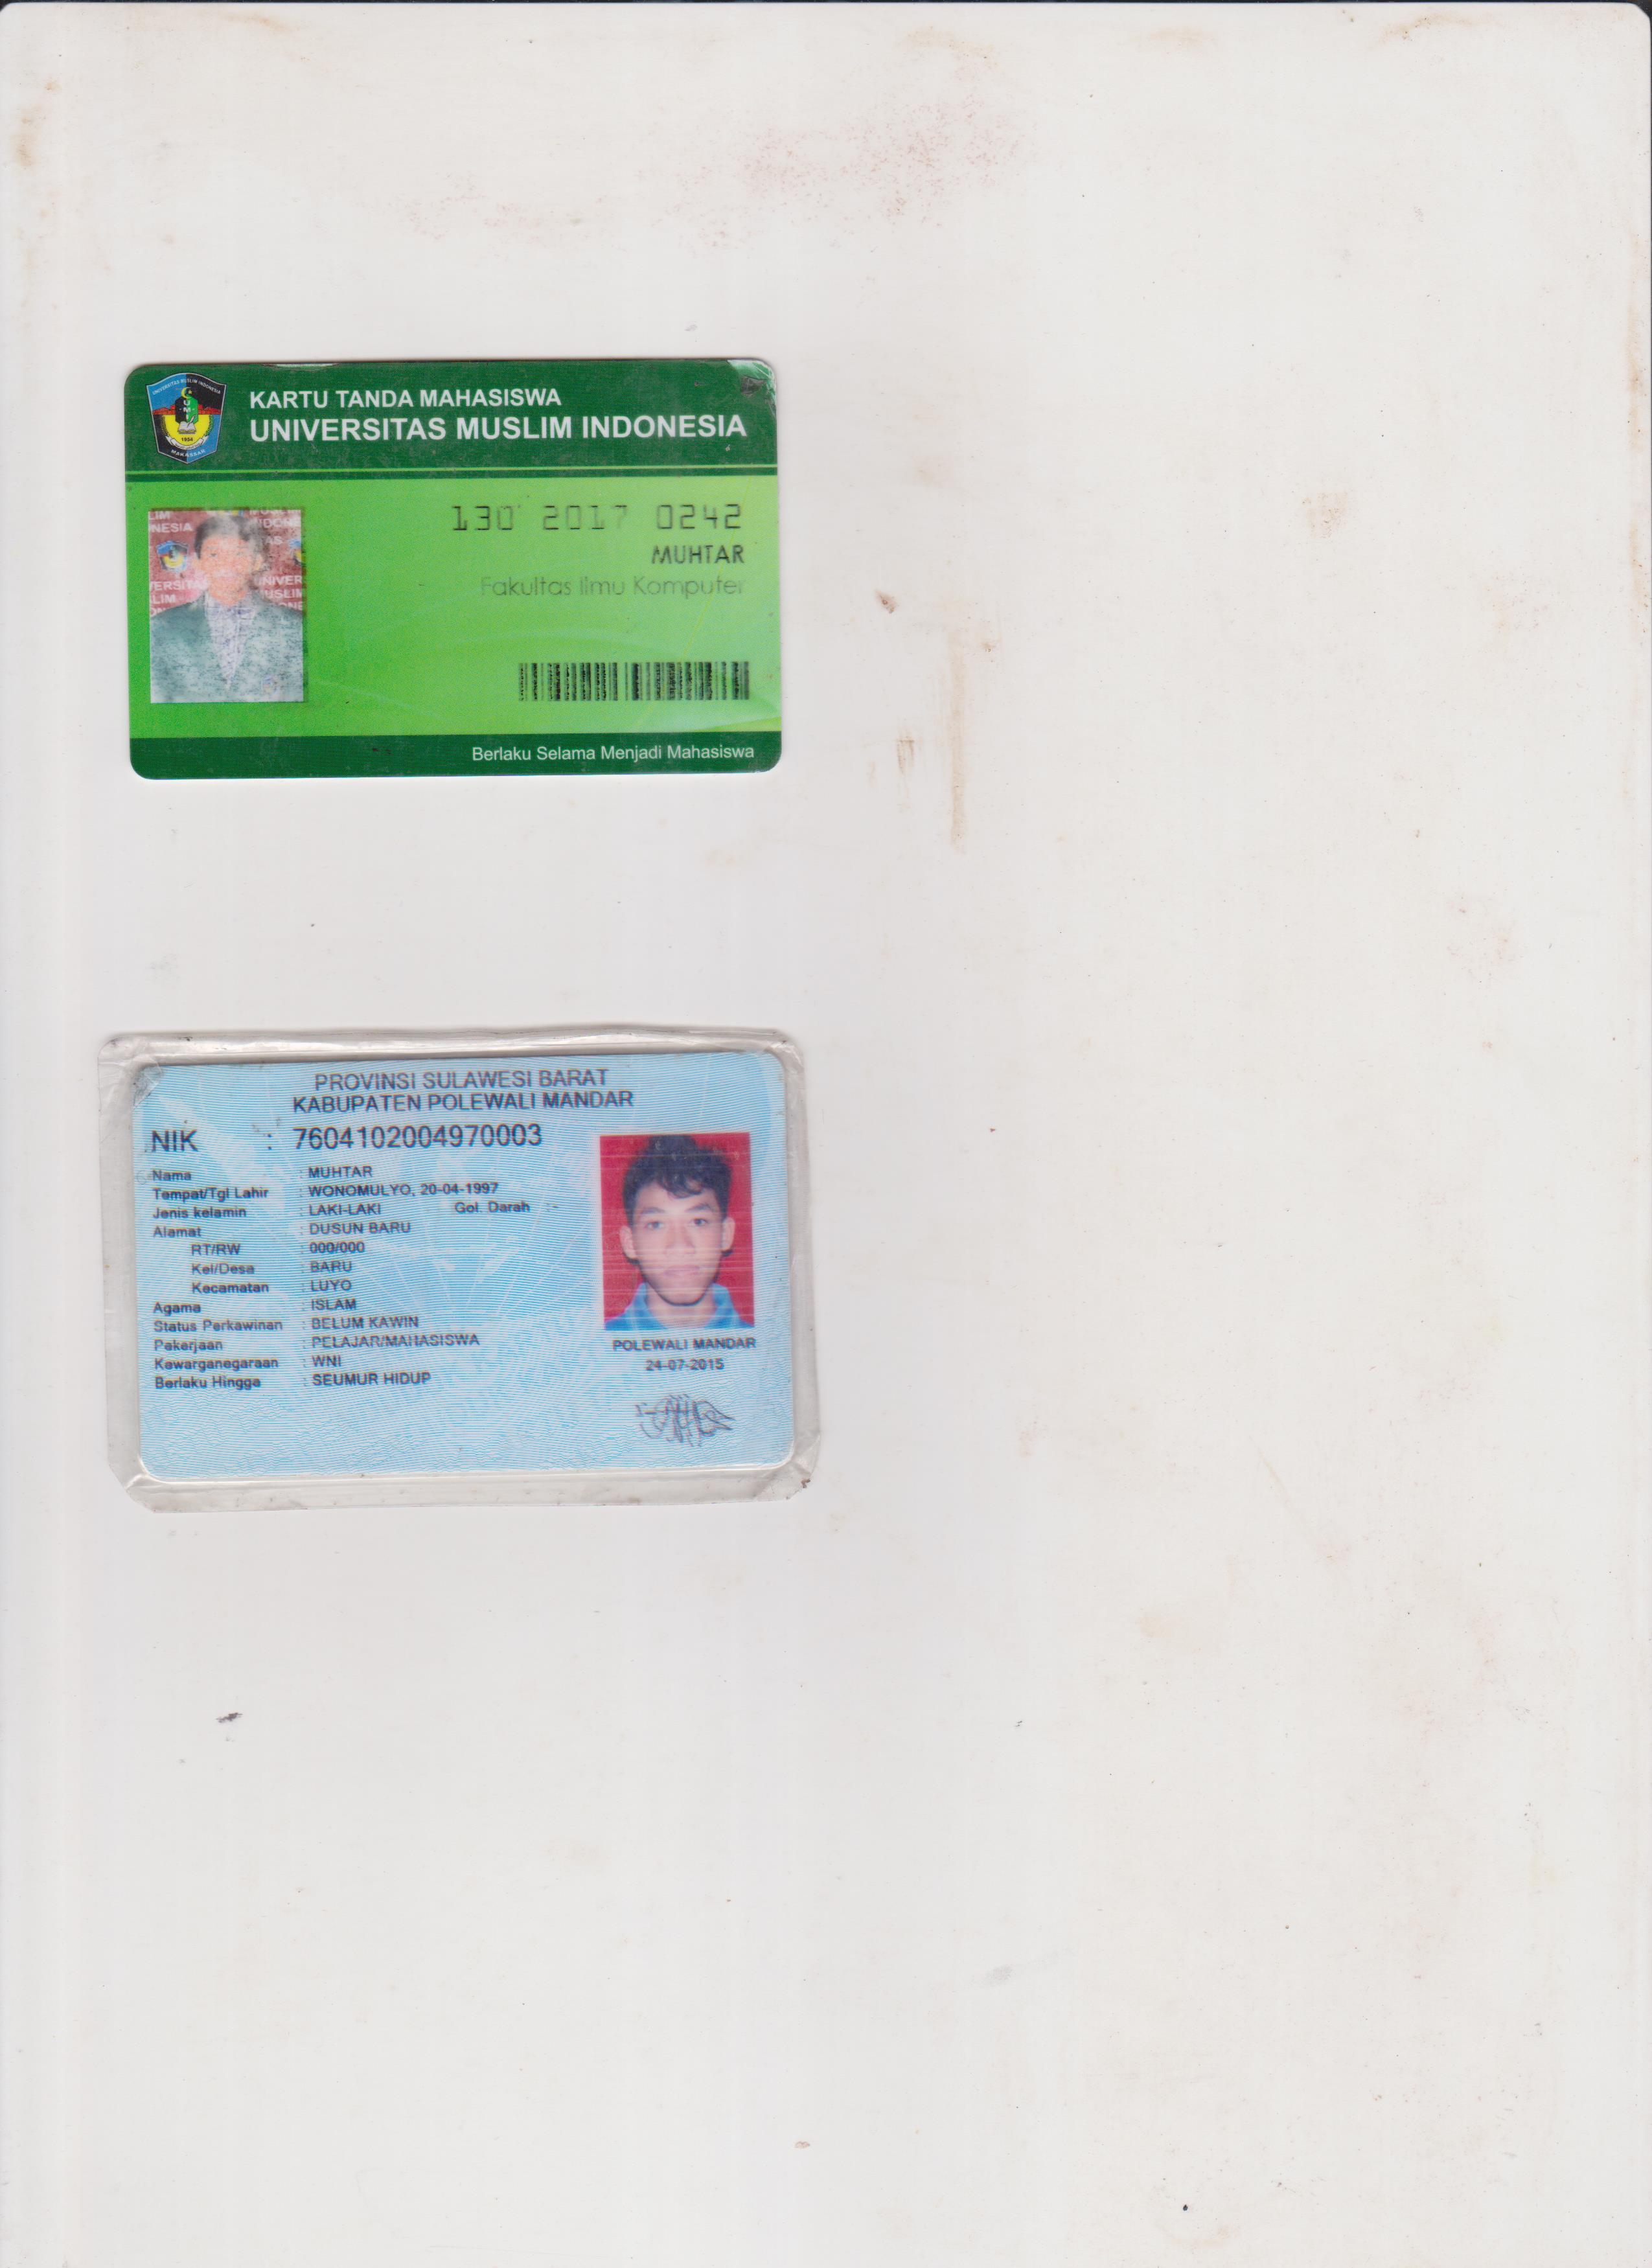 KARTU TANDA MAHASISWA
UNIVERSITAS MUSLIM INDONESIA
130 2017 0242
MUHTAR
Fakultas Ilmu Komputer
Berlaku Selama Menjadi Mahasiswa
PROVINSI SULAWESI BARAT
KABUPATEN POLEWALI MANDAR
NIK : 7604102004970003
Nama : MUHTAR
Tempat/Tgl Lahir : WONOMULYO, 20-04-1997
Jenis kelamin : LAKI-LAKI Gol. Darah : -
Alamat : DUSUN BARU
RT/RW : 000/000
Kel/Desa : BARU
Kecamatan : LUYO
Agama : ISLAM
Status Perkawinan : BELUM KAWIN
Pekerjaan : PELAJAR/MAHASISWA
Kewarganegaraan : WNI
Berlaku Hingga : SEUMUR HIDUP
POLEWALI MANDAR
24-07-2015